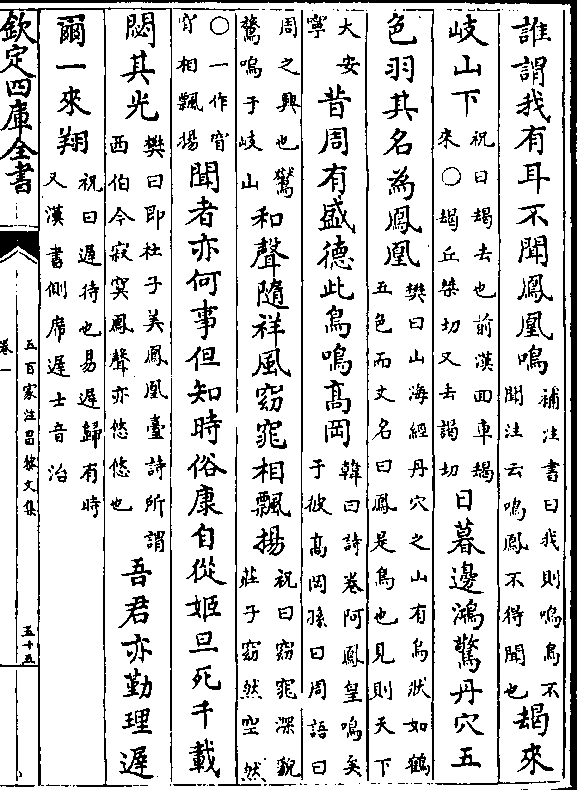 誰謂我有耳不聞鳳凰鳴補注書曰我則鳴鳥不聞注云鳴鳳不得聞也朅來
岐山下祝曰朅去也前漢回車朅來○朅丘桀切又去謁切日暮邊鴻驚丹穴五
色羽其名為鳳凰樊曰山海經丹穴之山有鳥狀如鶴五色而文名曰鳳是鳥也見則天下
大安寧昔周有盛德此鳥鳴髙岡韓曰詩卷阿鳳皇鳴矣于彼髙岡孫曰周語曰
周之興也鸑鷟鳴于岐山和聲隨祥風窈窕相飄揚祝曰窈窕深貌莊子窈然空然
○一作窅窅相飄揚聞者亦何事但知時俗康自從姬旦死千載
閟其光樊曰即杜子美鳳凰臺詩所謂西伯今寂寞鳳聲亦悠悠也吾君亦勤理遲
爾一來翔祝曰遲待也易遲歸有時又漢書側席遲士音治
欽定四庫全書
卷一
五百家注昌黎文集
五十五